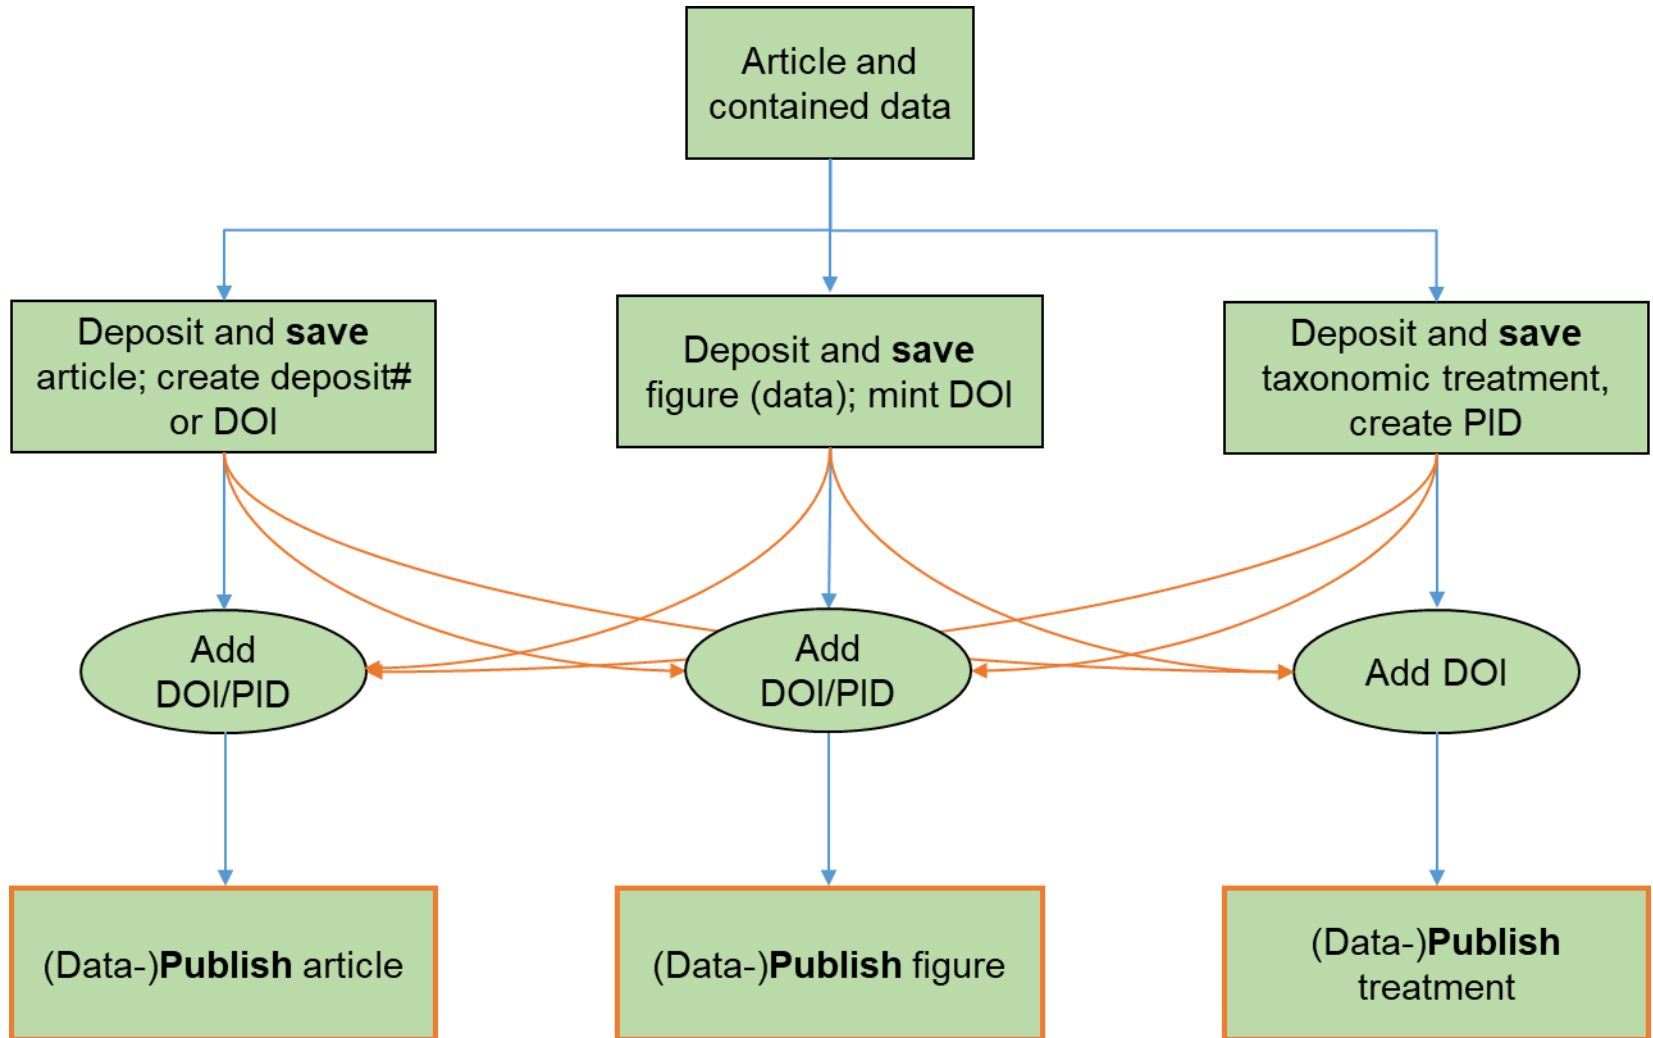 Article and
contained data
Deposit and save
article; create deposit#
or DOI
Deposit and save
figure (data); mint DOI
Deposit and save
taxonomic treatment,
create PID
Add
DOI/PID
Add
DOI/PID
Add DOI
(Data-)Publish article
(Data-)Publish figure
(Data-)Publish
treatment